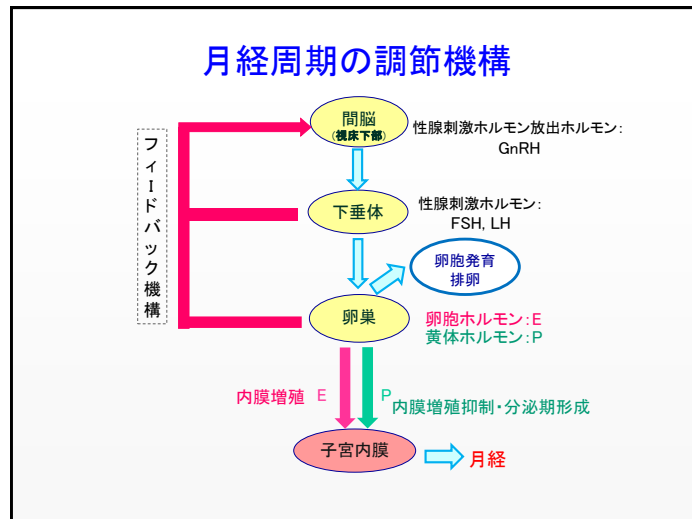 月経周期の調節機構
間脳
(視床下部)
性腺刺激ホルモン放出ホルモン:
GnRH
フィードバック機構
下垂体
性腺刺激ホルモン:
FSH, LH
卵胞発育
排卵
卵巣
卵胞ホルモン:E
黄体ホルモン:P
内膜増殖 E
P
内膜増殖抑制・分泌期形成
子宮内膜
月経